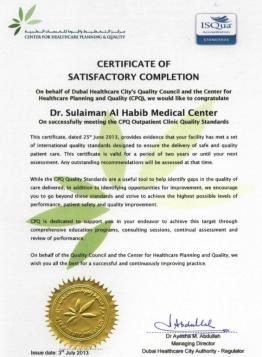 مركز التخطيط والجودة للصحة الطبية
CENTER FOR HEALTHCARE PLANNING & QUALITY
ISQua
ACCREDITATION
STANDARDS
CERTIFICATE OF
SATISFACTORY COMPLETION
On behalf of Dubai Healthcare City's Quality Council and the Center for
Healthcare Planning and Quality (CPQ), we would like to congratulate
Dr. Sulaiman Al Habib Medical Center
On successfully meeting the CPQ Outpatient Clinic Quality Standards
This certificate, dated 25th June 2013, provides evidence that your facility has met a set
of international quality standards designed to ensure the delivery of safe and quality
patient care. This certificate is valid for a period of two years or until your next
assessment. Any outstanding recommendations will be assessed at that time.
While the CPQ Quality Standards are a useful tool to help identify gaps in the quality of
care delivered, in addition to identifying opportunities for improvement, we encourage
you to go beyond these standards and strive to achieve the highest possible levels of
performance, patient safety and quality improvement.
CPQ is dedicated to support you in your endeavor to achieve this target through
comprehensive education programs, consulting sessions, continual assessment and
review of performance.
On behalf of the Quality Council and the Center for Healthcare Planning and Quality, we
wish you all the best for a successful and continuously improving practice.
Dr Ayesha M. Abdullah
Managing Director
Issue date: 3rd July 2013
Dubai Healthcare City Authority - Regulator